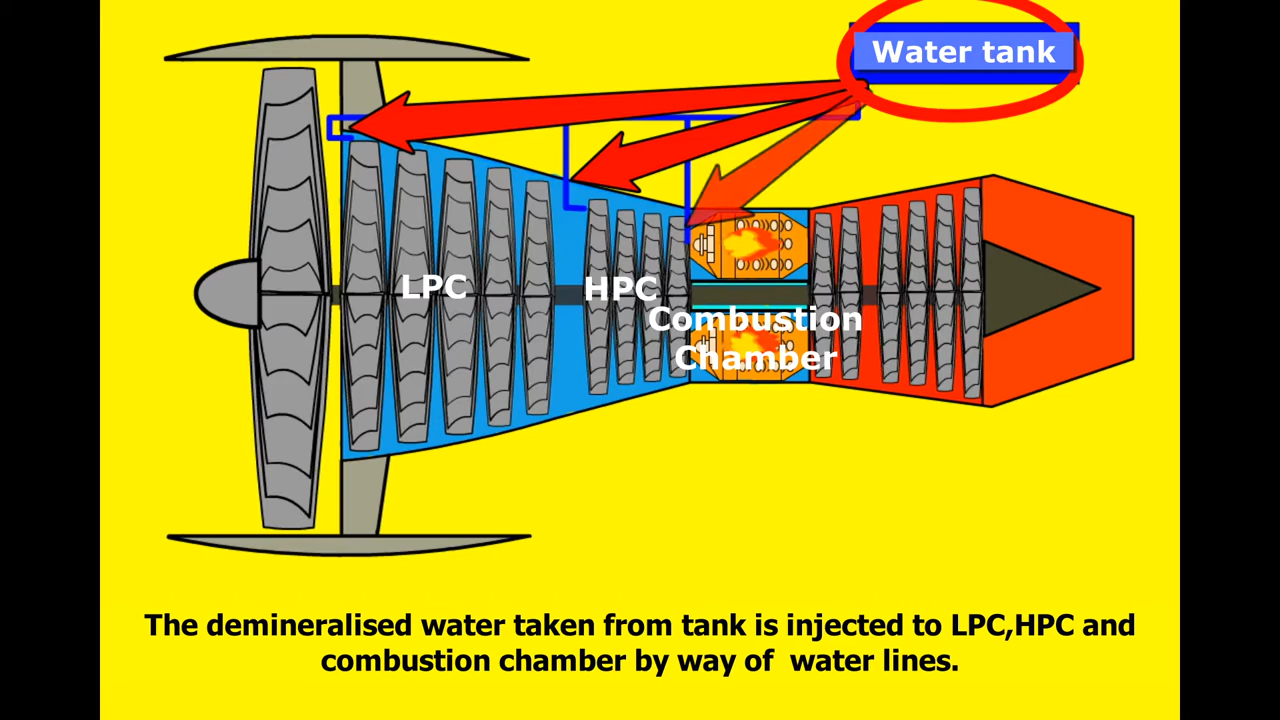 Water tank
LPC
HPC
Combustion
Chamber
The demineralised water taken from tank is injected to LPC,HPC and
combustion chamber by way of  water lines.